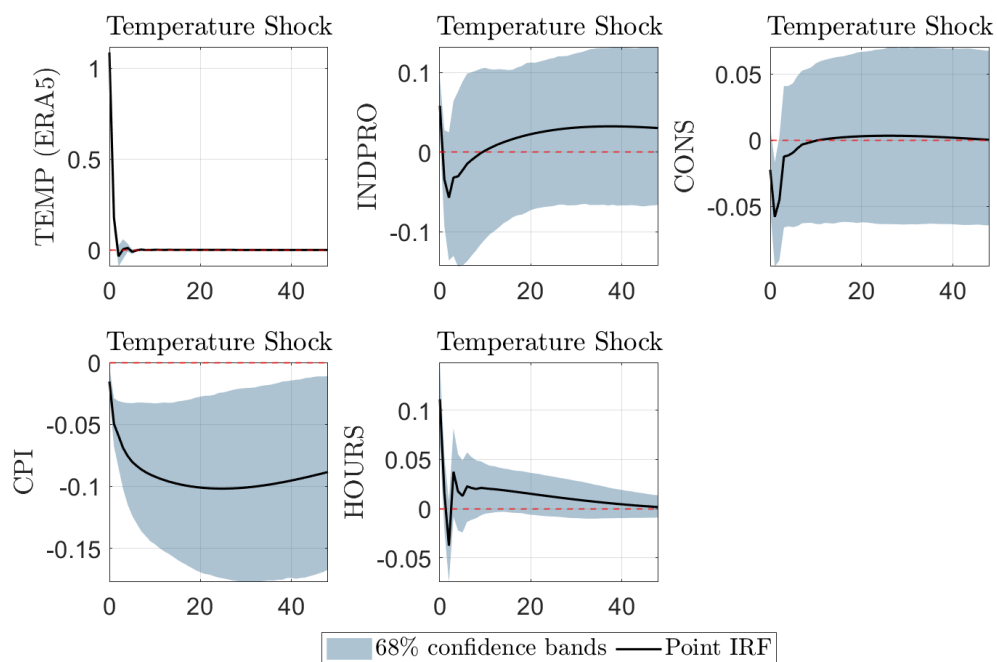 Temperature Shock
TEMP (ERA5)
1
0.5
0
0
20
40
Temperature Shock
INDPRO
0.1
0
-0.1
0
20
40
Temperature Shock
CONS
0.05
0
-0.05
0
20
40
Temperature Shock
CPI
0
-0.05
-0.1
-0.15
0
20
40
Temperature Shock
HOURS
0.1
0.05
0
-0.05
0
20
40
68% confidence bands
Point IRF